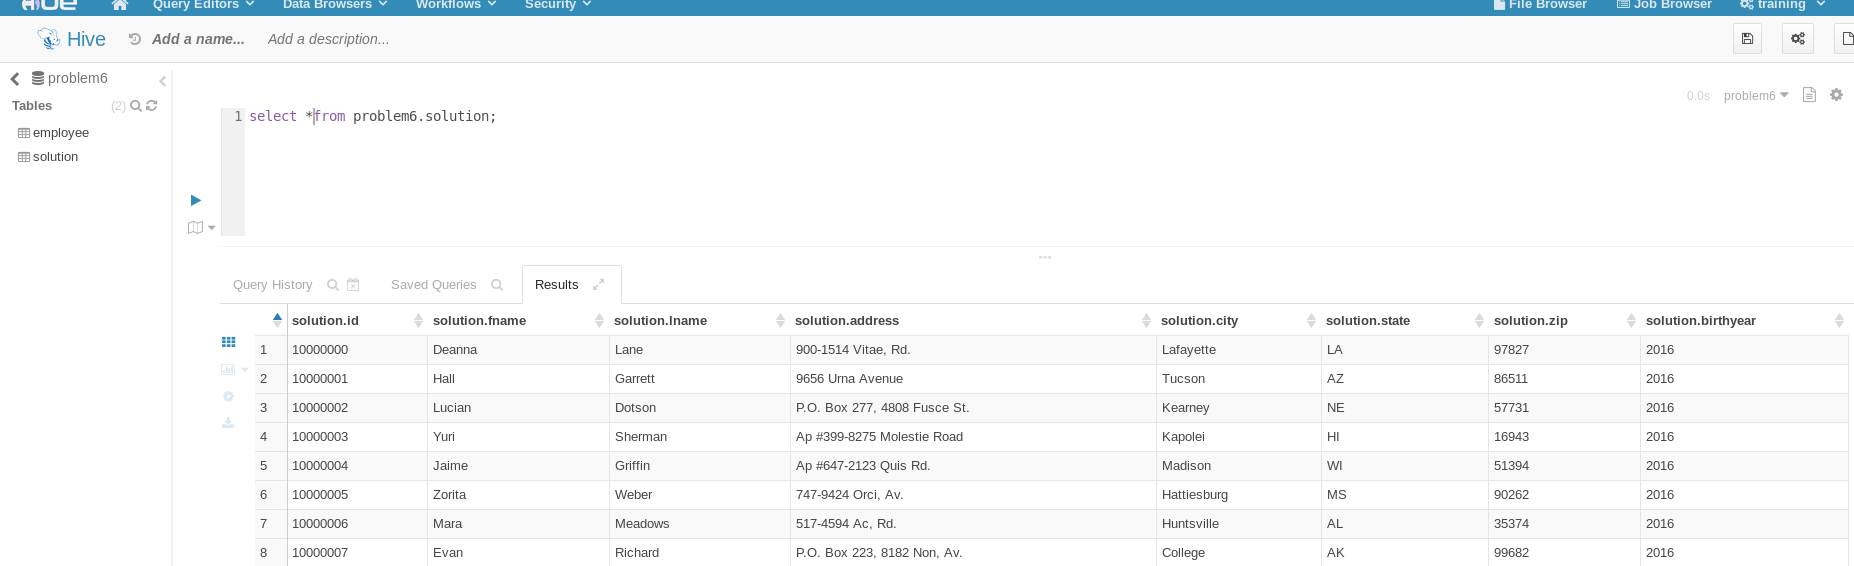 HUE Query Editors Data Browsers Workflows Security File Browser Job Browser training
Hive Add a name... Add a description...
problem6
Tables (2)
employee
solution
0.0s problem6
1 select *from problem6.solution;
Query History Saved Queries Results
solution.id solution.fname solution.lname solution.address solution.city solution.state solution.zip solution.birthyear
1 10000000 Deanna Lane 900-1514 Vitae, Rd. Lafayette LA 97827 2016
2 10000001 Hall Garrett 9656 Urna Avenue Tucson AZ 86511 2016
3 10000002 Lucian Dotson P.O. Box 277, 4808 Fusce St. Kearney NE 57731 2016
4 10000003 Yuri Sherman Ap #399-8275 Molestie Road Kapolei HI 16943 2016
5 10000004 Jaime Griffin Ap #647-2123 Quis Rd. Madison WI 51394 2016
6 10000005 Zorita Weber 747-9424 Orci, Av. Hattiesburg MS 90262 2016
7 10000006 Mara Meadows 517-4594 Ac, Rd. Huntsville AL 35374 2016
8 10000007 Evan Richard P.O. Box 223, 8182 Non, Av. College AK 99682 2016